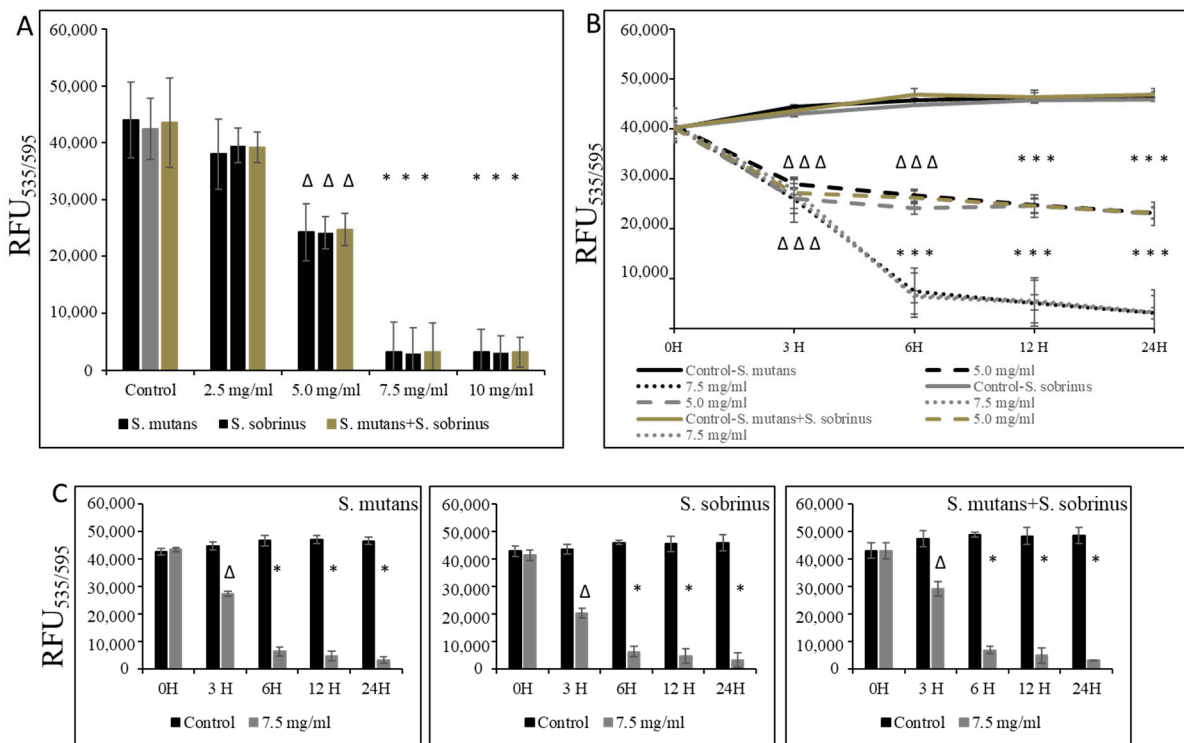 A
60,000
50,000
40,000
30,000
20,000
10,000
0
RFU535/595
Δ Δ Δ
* * *
* * *
Control 2.5 mg/ml 5.0 mg/ml 7.5 mg/ml 10 mg/ml
S. mutans S. sobrinus S. mutans+S. sobrinus
B
60,000
50,000
40,000
30,000
20,000
10,000
RFU535/595
Δ Δ Δ Δ Δ Δ * * * * * *
Δ Δ Δ * * * * * * * * *
0H 3 H 6H 12 H 24H
Control-S. mutans 5.0 mg/ml
7.5 mg/ml Control-S. sobrinus
5.0 mg/ml 7.5 mg/ml
Control-S. mutans+S. sobrinus 5.0 mg/ml
7.5 mg/ml
C
RFU535/595
S. mutans
60,000
50,000
40,000
30,000
20,000
10,000
0
Δ * * *
0H 3 H 6H 12 H 24H
Control 7.5 mg/ml
S. sobrinus
60,000
50,000
40,000
30,000
20,000
10,000
0
Δ * * *
0H 3 H 6H 12 H 24H
Control 7.5 mg/ml
S. mutans+S. sobrinus
60,000
50,000
40,000
30,000
20,000
10,000
0
Δ * * *
0H 3 H 6 H 12 H 24H
Control 7.5 mg/ml